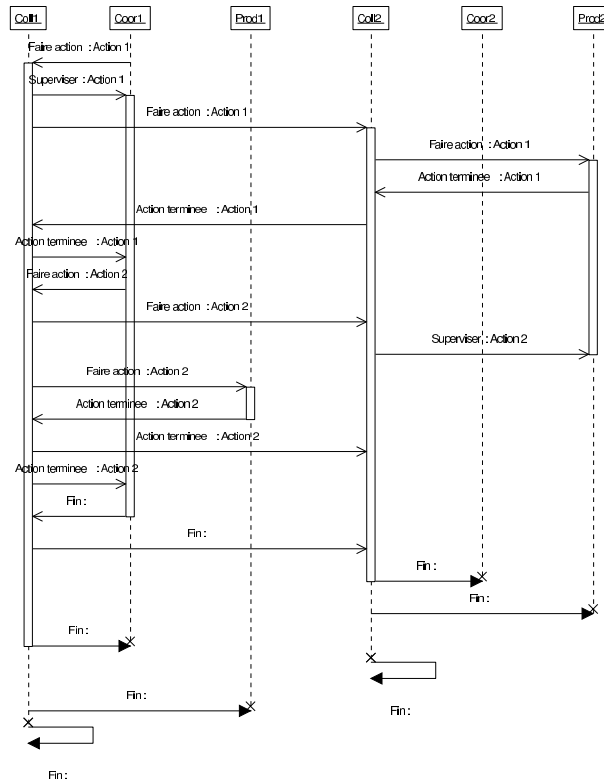 Coll1 Coor1 Prod1 Coll2 Coor2 Prod2
Faire action : Action 1
Superviser : Action 1
Faire action : Action 1
Faire action : Action 1
Action terminee : Action 1
Action terminee : Action 1
Action terminee : Action 1
Faire action : Action 2
Faire action : Action 2
Superviser : Action 2
Faire action : Action 2
Action terminee : Action 2
Action terminee : Action 2
Action terminee : Action 2
Fin :
Fin :
Fin :
Fin :
Fin :
Fin :
Fin :
Fin :